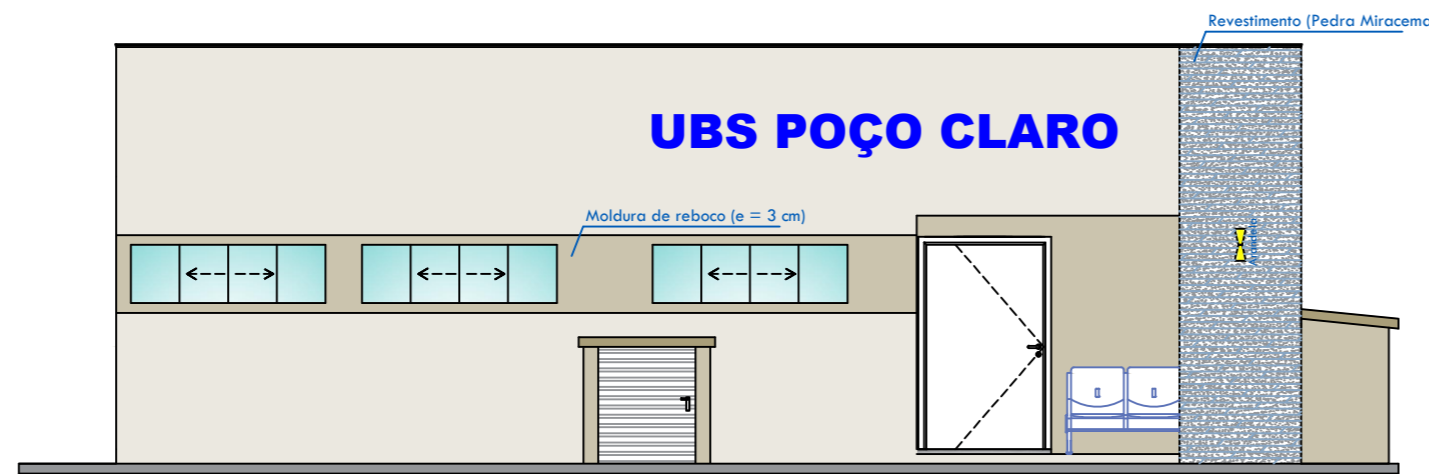 Revestimento (Pedra Miracema
UBS POÇO CLARO
Moldura de reboco (e = 3 cm)